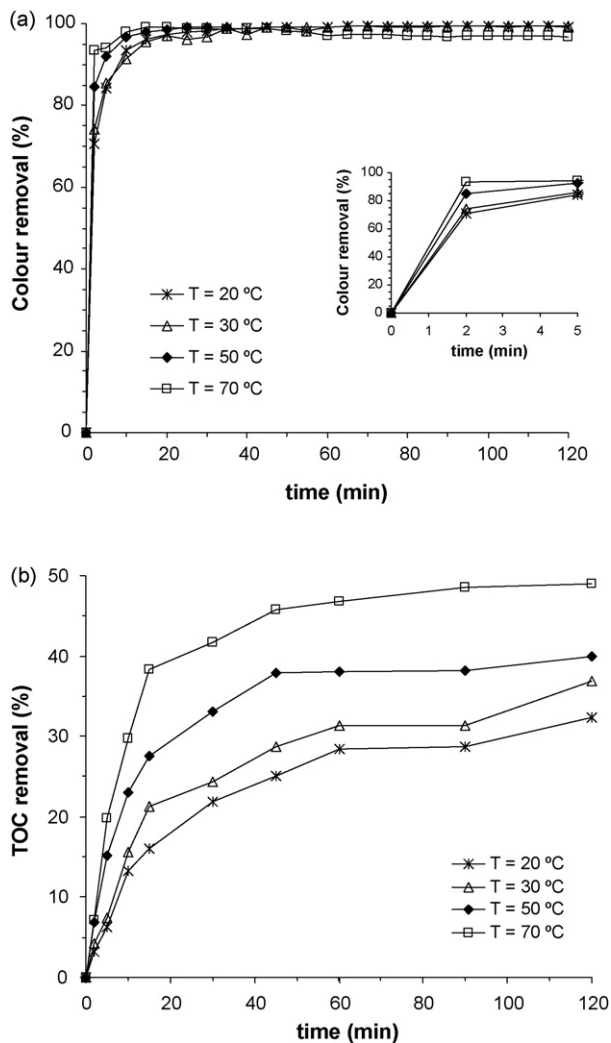 (a)
100
80
60
40
20
0
Colour removal (%)
0 20 40 60 80 100 120
time (min)
T = 20 ºC
T = 30 ºC
T = 50 ºC
T = 70 ºC
100
80
60
40
20
0
Colour removal (%)
0 1 2 3 4 5
time (min)
(b)
50
40
30
20
10
0
TOC removal (%)
0 20 40 60 80 100 120
time (min)
T = 20 ºC
T = 30 ºC
T = 50 ºC
T = 70 ºC